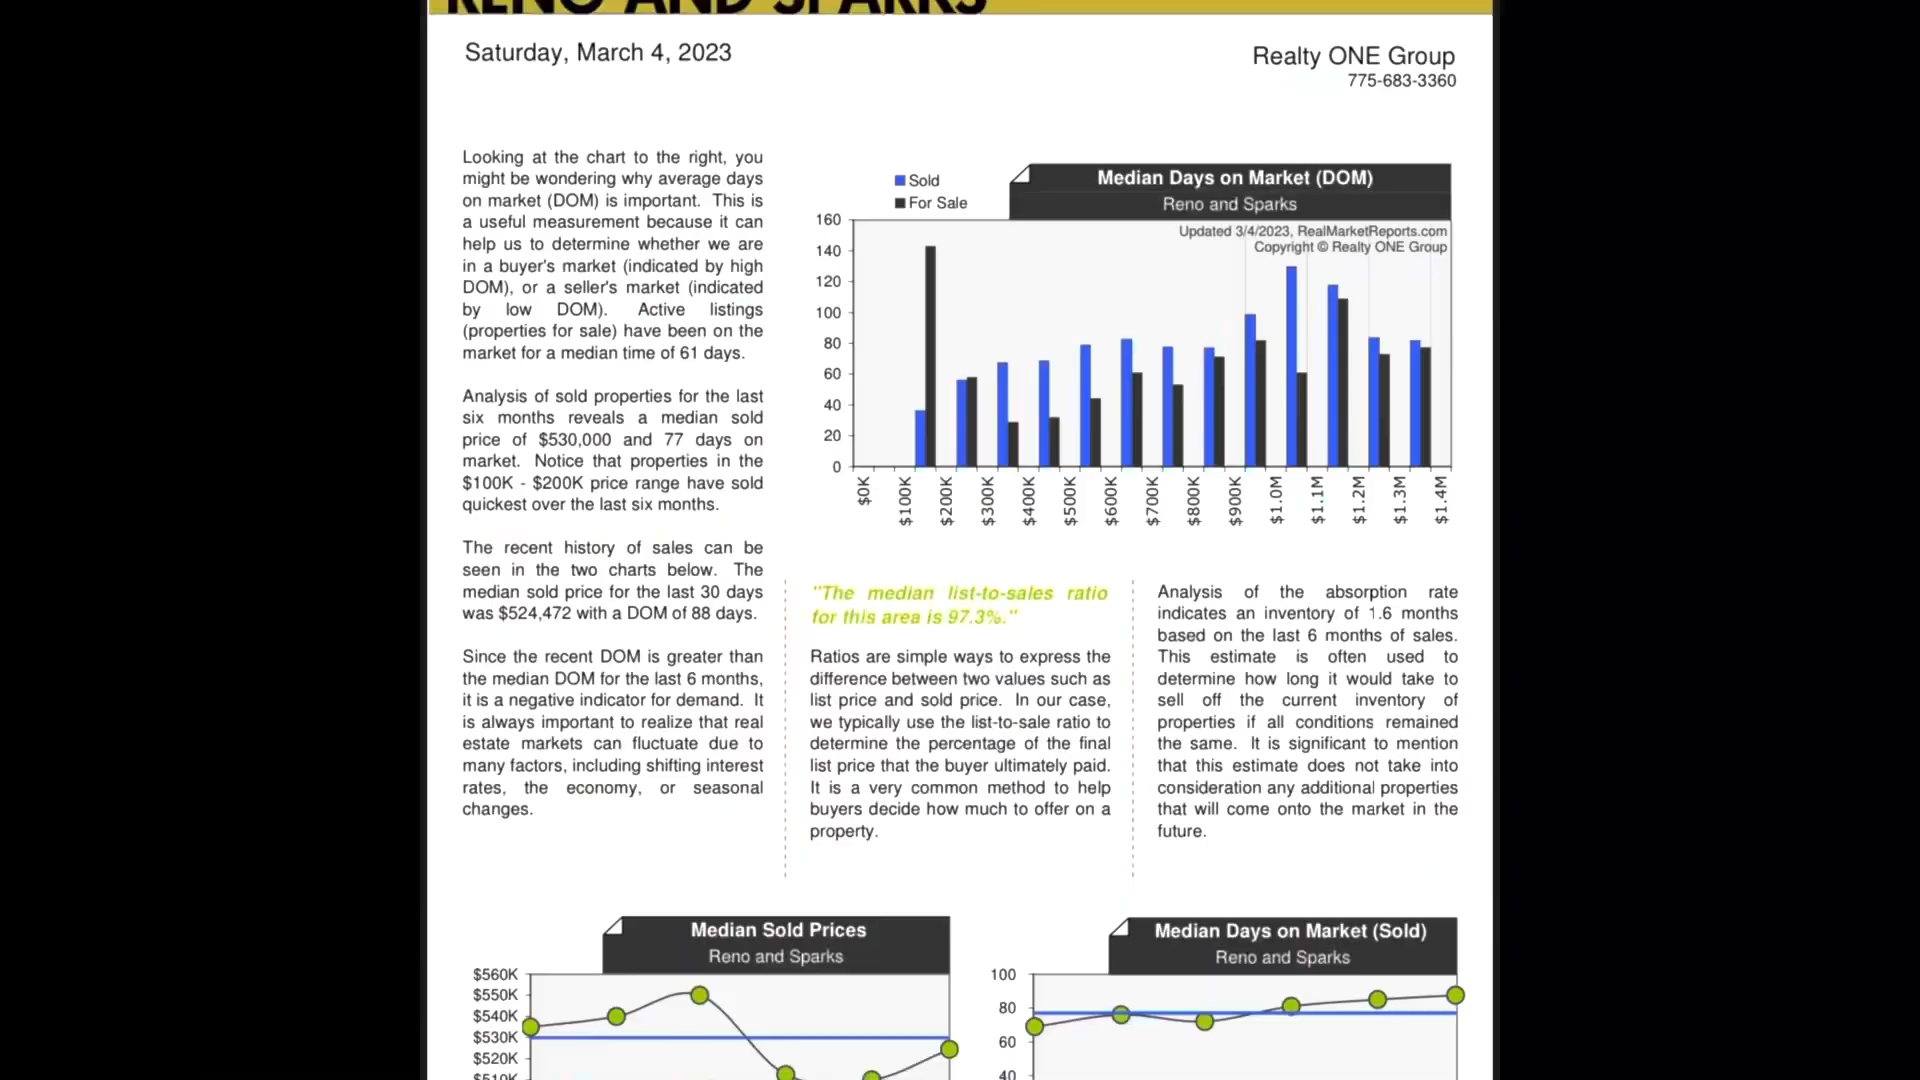 RENO AND SPARKS
Saturday, March 4, 2023
Realty ONE Group
775-683-3360
Looking at the chart to the right, you
might be wondering why average days
on market (DOM) is important. This is
a useful measurement because it can
help us to determine whether we are
in a buyer's market (indicated by high
DOM), or a seller's market (indicated
by low DOM). Active listings
(properties for sale) have been on the
market for a median time of 61 days.
Analysis of sold properties for the last
six months reveals a median sold
price of $530,000 and 77 days on
market. Notice that properties in the
$100K - $200K price range have sold
quickest over the last six months.
The recent history of sales can be
seen in the two charts below. The
median sold price for the last 30 days
was $524,472 with a DOM of 88 days.
Since the recent DOM is greater than
the median DOM for the last 6 months,
it is a negative indicator for demand. It
is always important to realize that real
estate markets can fluctuate due to
many factors, including shifting interest
rates, the economy, or seasonal
changes.
Sold
For Sale
Median Days on Market (DOM)
Reno and Sparks
Updated 3/4/2023, RealMarketReports.com
Copyright © Realty ONE Group
160
140
120
100
80
60
40
20
0
$0K
$100K
$200K
$300K
$400K
$500K
$600K
$700K
$800K
$900K
$1.0M
$1.1M
$1.2M
$1.3M
$1.4M
"The median list-to-sales ratio
for this area is 97.3%."
Ratios are simple ways to express the
difference between two values such as
list price and sold price. In our case,
we typically use the list-to-sale ratio to
determine the percentage of the final
list price that the buyer ultimately paid.
It is a very common method to help
buyers decide how much to offer on a
property.
Analysis of the absorption rate
indicates an inventory of 1.6 months
based on the last 6 months of sales.
This estimate is often used to
determine how long it would take to
sell off the current inventory of
properties if all conditions remained
the same. It is significant to mention
that this estimate does not take into
consideration any additional properties
that will come onto the market in the
future.
Median Sold Prices
Reno and Sparks
$560K
$550K
$540K
$530K
$520K
$510K
Median Days on Market (Sold)
Reno and Sparks
100
80
60
40